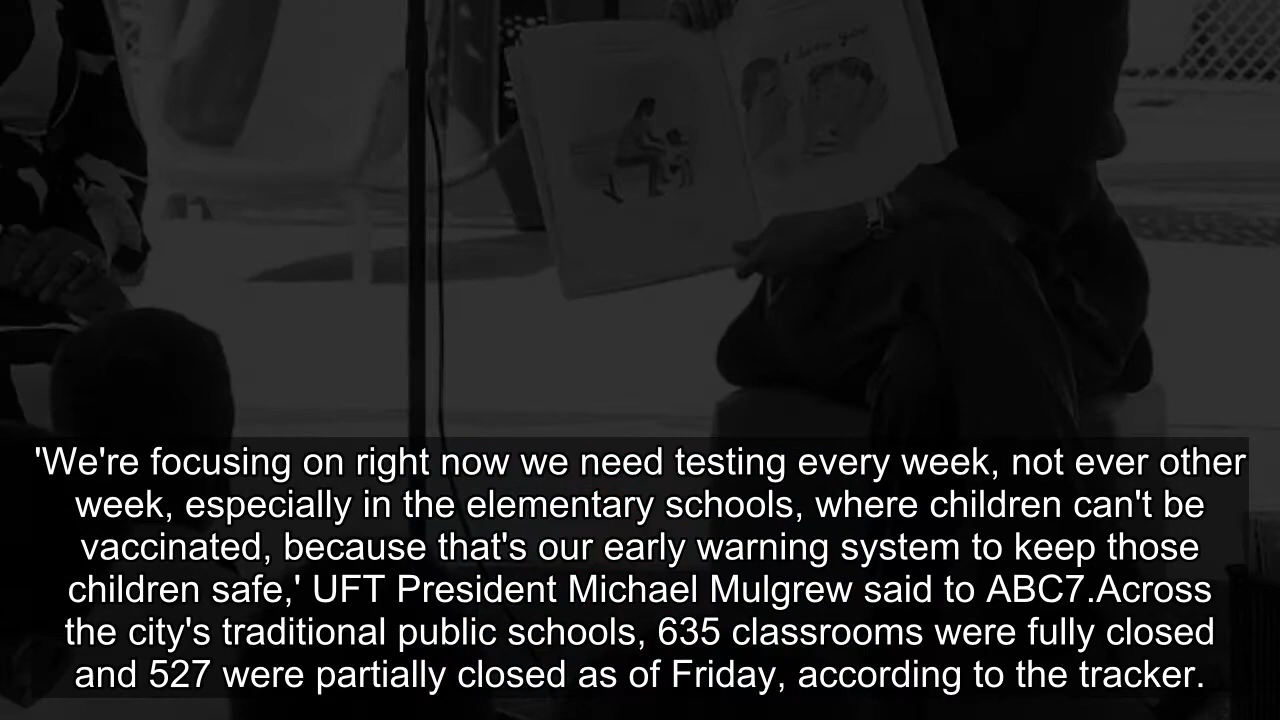 I love you
'We're focusing on right now we need testing every week, not ever other
week, especially in the elementary schools, where children can't be
vaccinated, because that's our early warning system to keep those
children safe,' UFT President Michael Mulgrew said to ABC7.Across
the city's traditional public schools, 635 classrooms were fully closed
and 527 were partially closed as of Friday, according to the tracker.